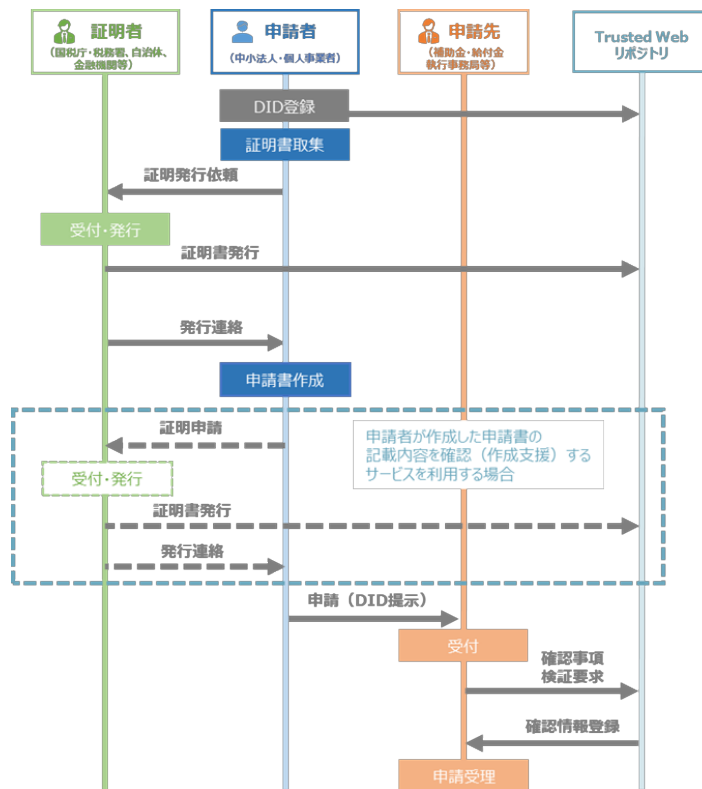 証明者
(国税庁・税務署、自治体、
金融機関等)
申請者
(中小法人・個人事業者)
申請先
(補助金・給付金
執行事務局等)
Trusted Web
リポジトリ
DID登録
証明書取集
証明発行依頼
受付・発行
証明書発行
発行連絡
申請書作成
証明申請
申請者が作成した申請書の
記載内容を確認（作成支援）する
サービスを利用する場合
受付・発行
証明書発行
発行連絡
申請（DID提示）
受付
確認事項
検証要求
確認情報登録
申請受理